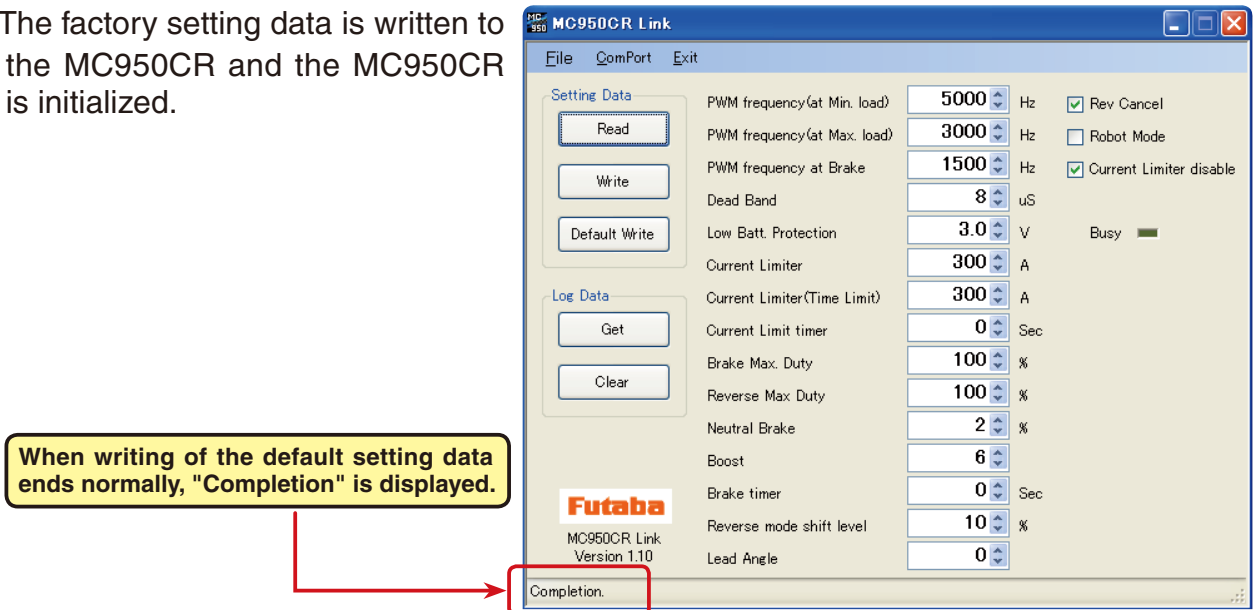 The factory setting data is written to
the MC950CR and the MC950CR
is initialized.
When writing of the default setting data
ends normally, "Completion" is displayed.
MC
950
MC950CR Link
File ComPort Exit
Setting Data
Read
Write
Default Write
Log Data
Get
Clear
Futaba
MC950CR Link
Version 1.10
PWM frequency(at Min. load) 5000 Hz
PWM frequency(at Max. load) 3000 Hz
PWM frequency at Brake 1500 Hz
Dead Band 8 uS
Low Batt. Protection 3.0 V
Current Limiter 300 A
Current Limiter(Time Limit) 300 A
Current Limit timer 0 Sec
Brake Max. Duty 100 %
Reverse Max Duty 100 %
Neutral Brake 2 %
Boost 6
Brake timer 0 Sec
Reverse mode shift level 10 %
Lead Angle 0
Rev Cancel
Robot Mode
Current Limiter disable
Busy
Completion.